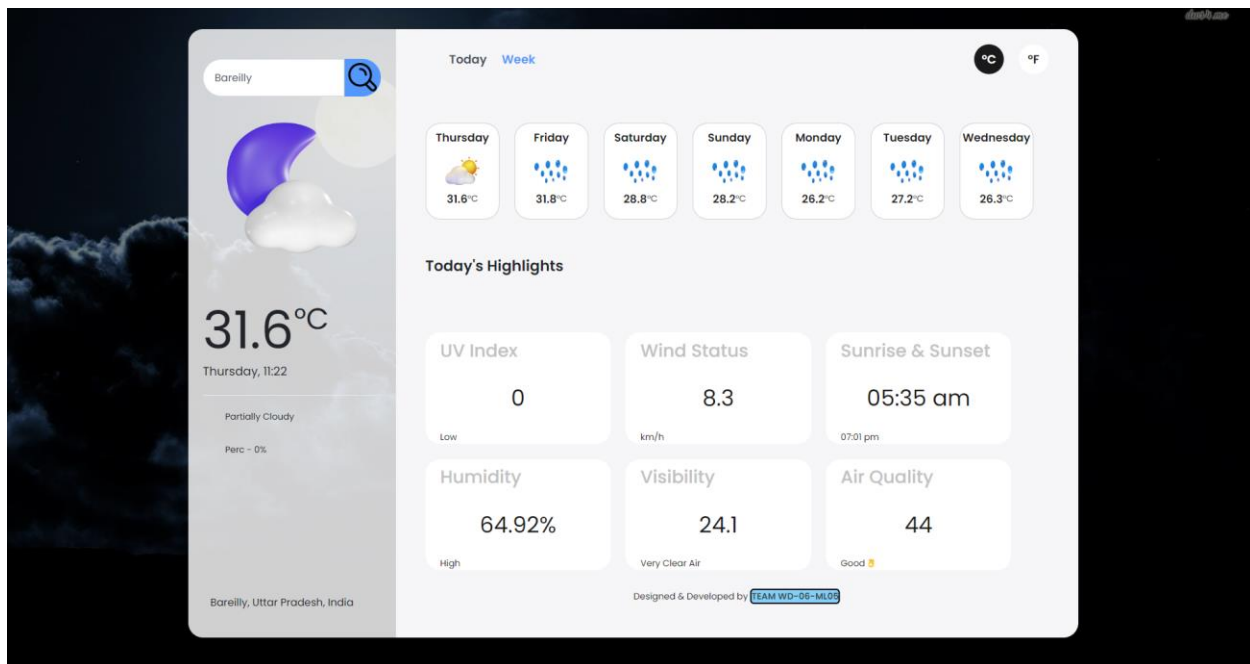 Bareilly
Today Week
°C °F
Thursday Friday Saturday Sunday Monday Tuesday Wednesday
31.6°C 31.8°C 28.8°C 28.2°C 26.2°C 27.2°C 26.3°C
Today's Highlights
31.6°C
Thursday, 11:22
Partially Cloudy
Perc - 0%
Bareilly, Uttar Pradesh, India
UV Index Wind Status Sunrise & Sunset
0 8.3 05:35 am
Low km/h 07:01 pm
Humidity Visibility Air Quality
64.92% 24.1 44
High Very Clear Air Good
Designed & Developed by TEAM WD-06-ML05